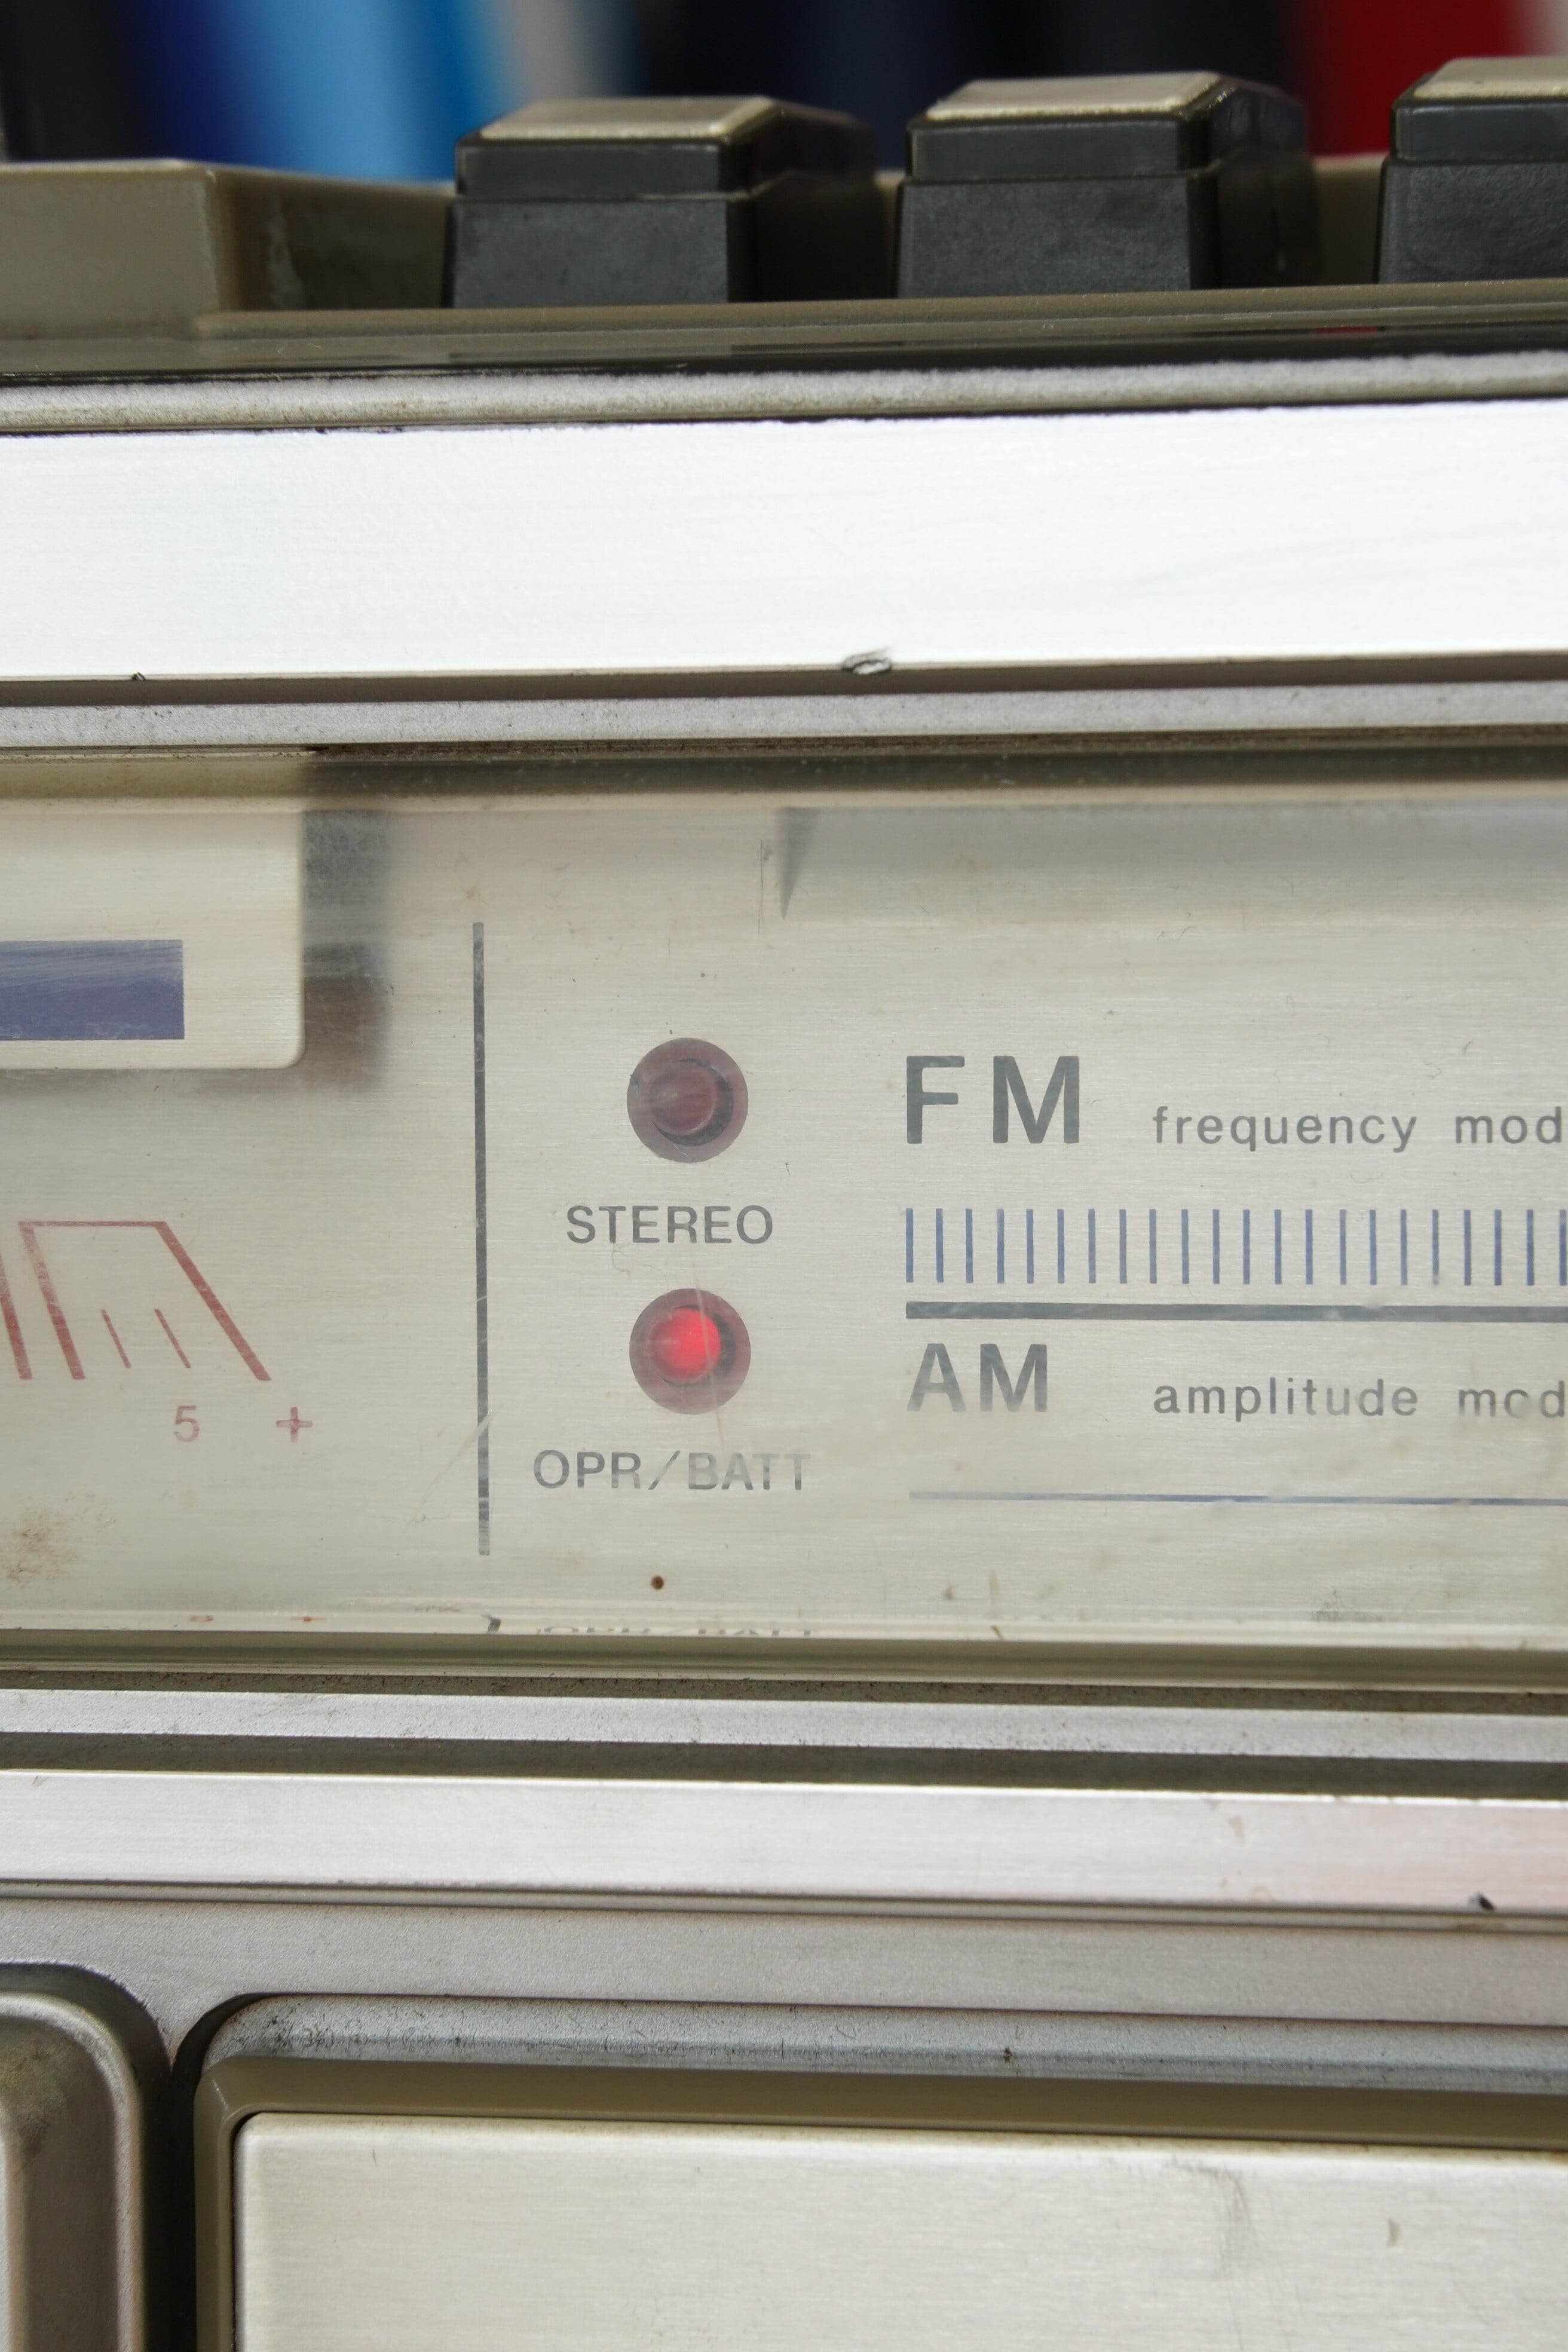 FM frequency mod
STEREO
AM amplitude mod
5 +
OPR/BATT